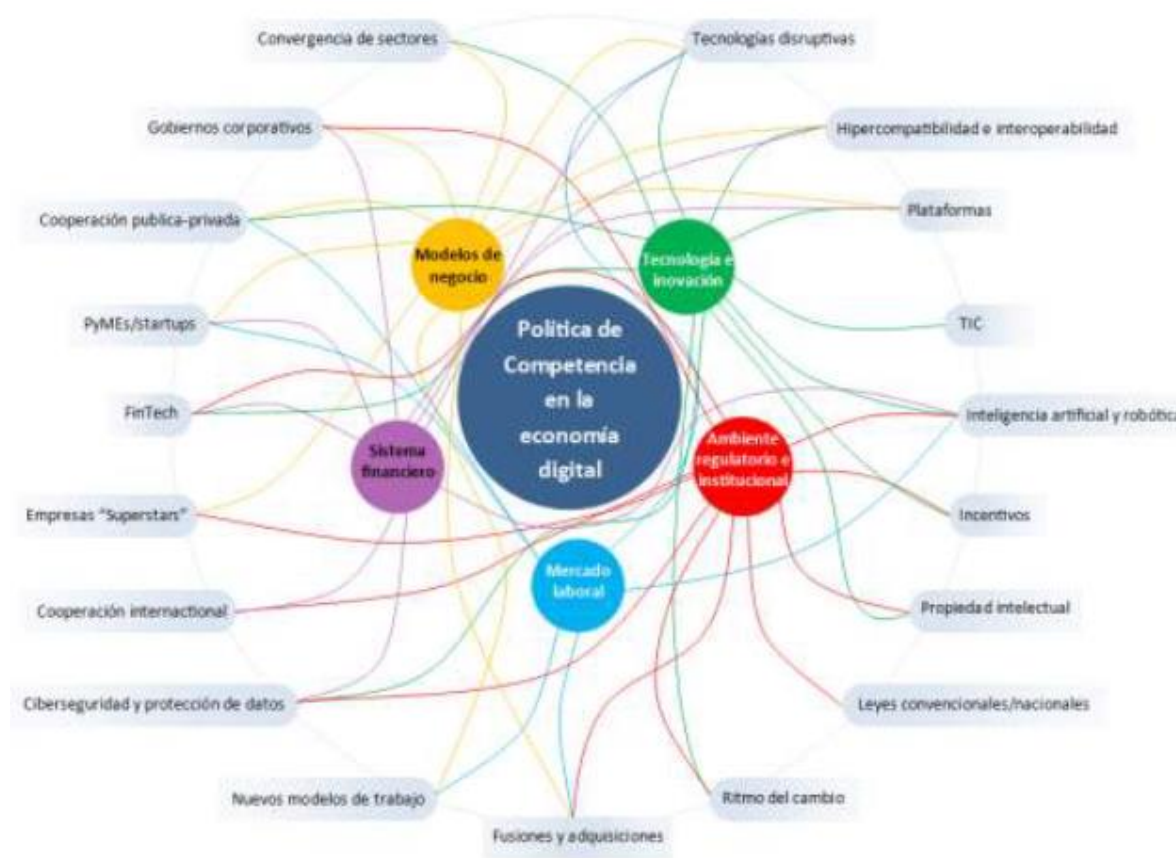 Convergencia de sectores
Tecnologías disruptivas
Gobiernos corporativos
Hipercompatibilidad e interoperabilidad
Cooperación publica-privada
Plataformas
Modelos de
negocio
Tecnología e
inovación
PyMEs/startups
TIC
Política de
Competencia
en la
economía
digital
FinTech
Inteligencia artificial y robótic
Sistema
financiero
Ambiente
regulatorio e
institucional
Empresas "Superstars"
Incentivos
Mercado
laboral
Cooperación internactional
Propiedad intelectual
Ciberseguridad y protección de datos
Leyes convencionales/nacionales
Nuevos modelos de trabajo
Ritmo del cambio
Fusiones y adquisiciones